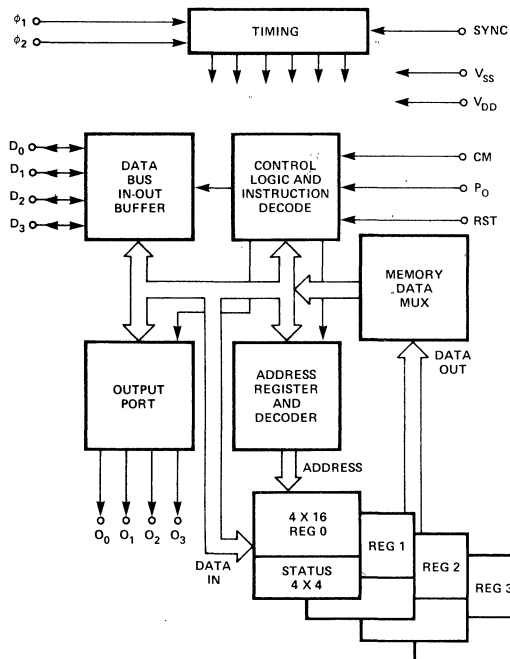 ϕ1
ϕ2
TIMING
SYNC
VSS
VDD
D0
D1
D2
D3
DATA
BUS
IN-OUT
BUFFER
CONTROL
LOGIC AND
INSTRUCTION
DECODE
CM
PO
RST
MEMORY
DATA
MUX
OUTPUT
PORT
ADDRESS
REGISTER
AND
DECODER
DATA
OUT
ADDRESS
O0
O1
O2
O3
DATA
IN
4 X 16
REG 0
STATUS
4 X 4
REG 1
REG 2
REG 3